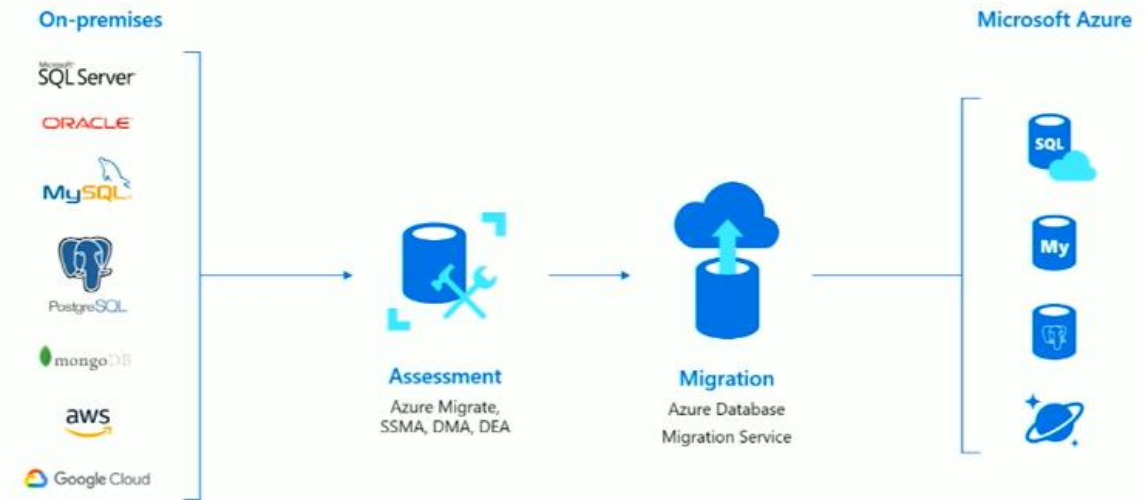 On-premises
Microsoft Azure
Microsoft
SQL Server
ORACLE
MySQL
PostgreSQL
mongoDB
aws
Google Cloud
Assessment
Azure Migrate,
SSMA, DMA, DEA
Migration
Azure Database
Migration Service
SQL
My